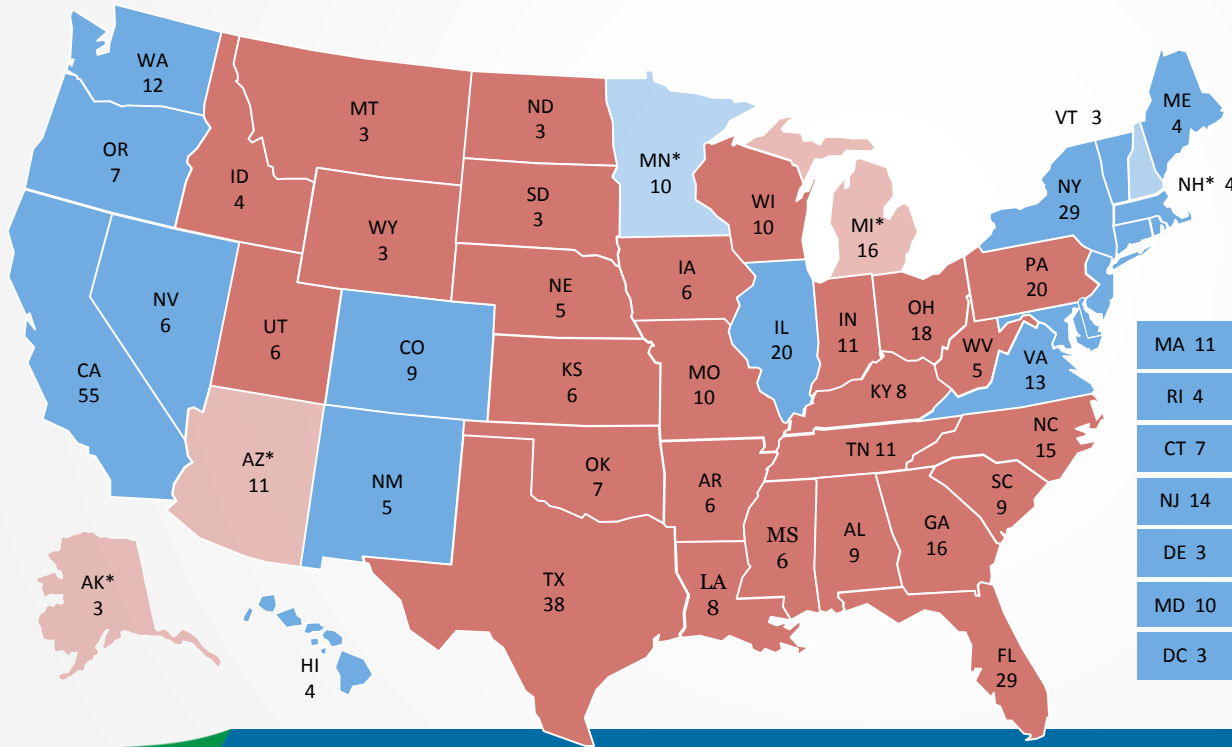 WA
12
MT
3
ND
3
MN*
10
VT 3
ME
4
OR
7
ID
4
SD
3
WI
10
MI*
16
NY
29
NH* 4
WY
3
IA
6
PA
20
NV
6
UT
6
NE
5
IL
20
IN
11
OH
18
WV
5
VA
13
MA 11
CA
55
CO
9
KS
6
MO
10
KY 8
RI 4
AZ*
11
NM
5
OK
7
AR
6
TN 11
NC
15
SC
9
CT 7
MS
6
AL
9
GA
16
NJ 14
AK*
3
TX
38
LA
8
DE 3
MD 10
HI
4
FL
29
DC 3